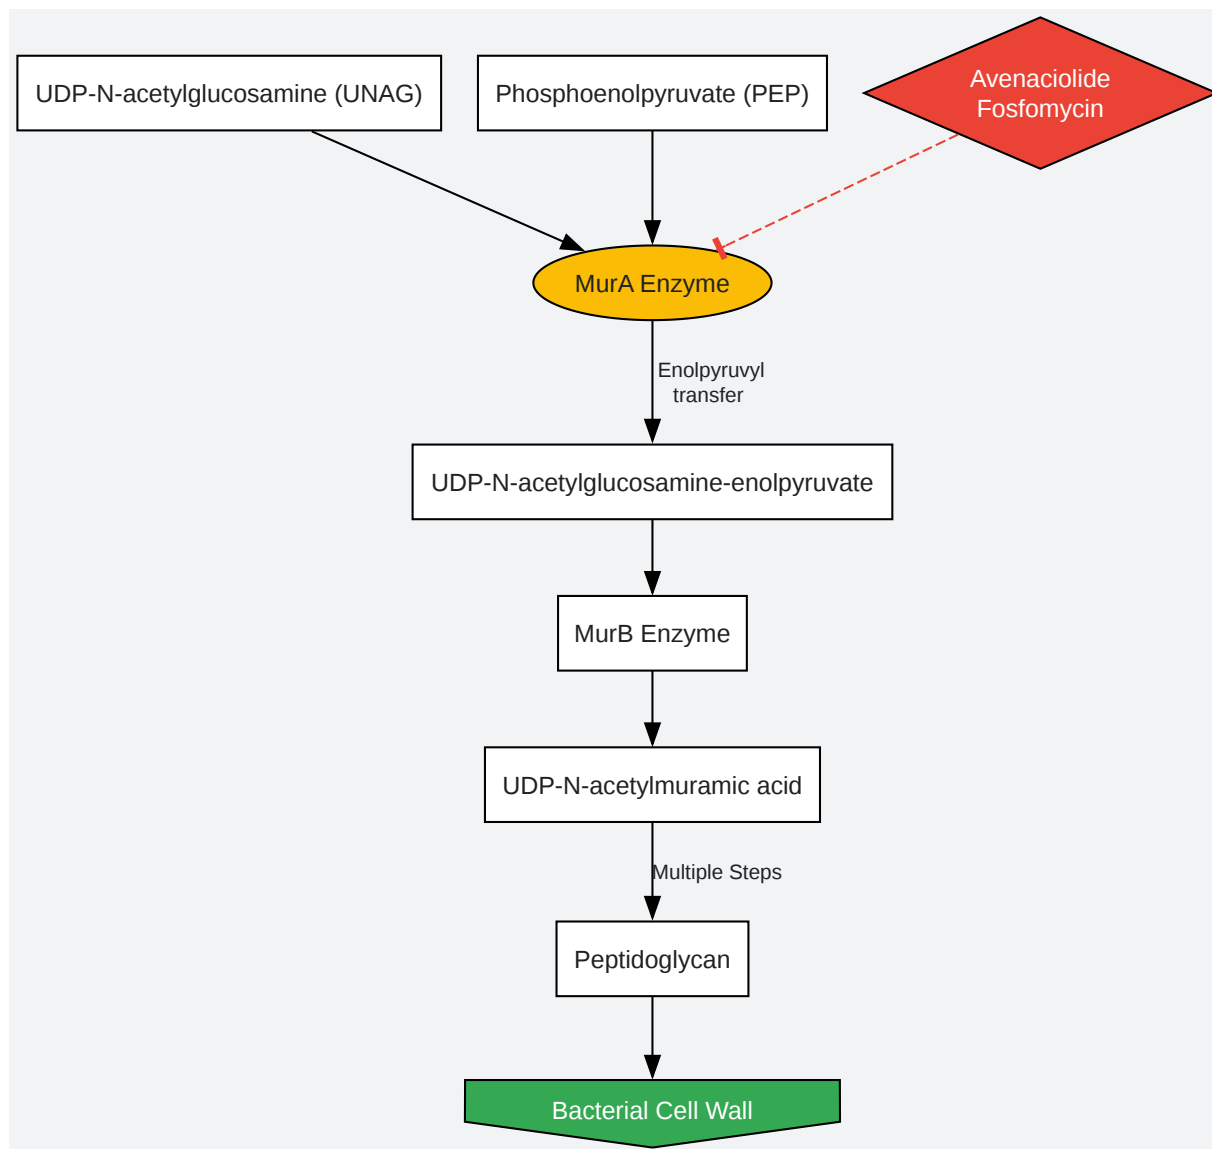 UDP-N-acetylglucosamine (UNAG)
Phosphoenolpyruvate (PEP)
Avenaciolide
Fosfomycin
MurA Enzyme
Enolpyruvyl
transfer
UDP-N-acetylglucosamine-enolpyruvate
MurB Enzyme
UDP-N-acetylmuramic acid
Multiple Steps
Peptidoglycan
Bacterial Cell Wall